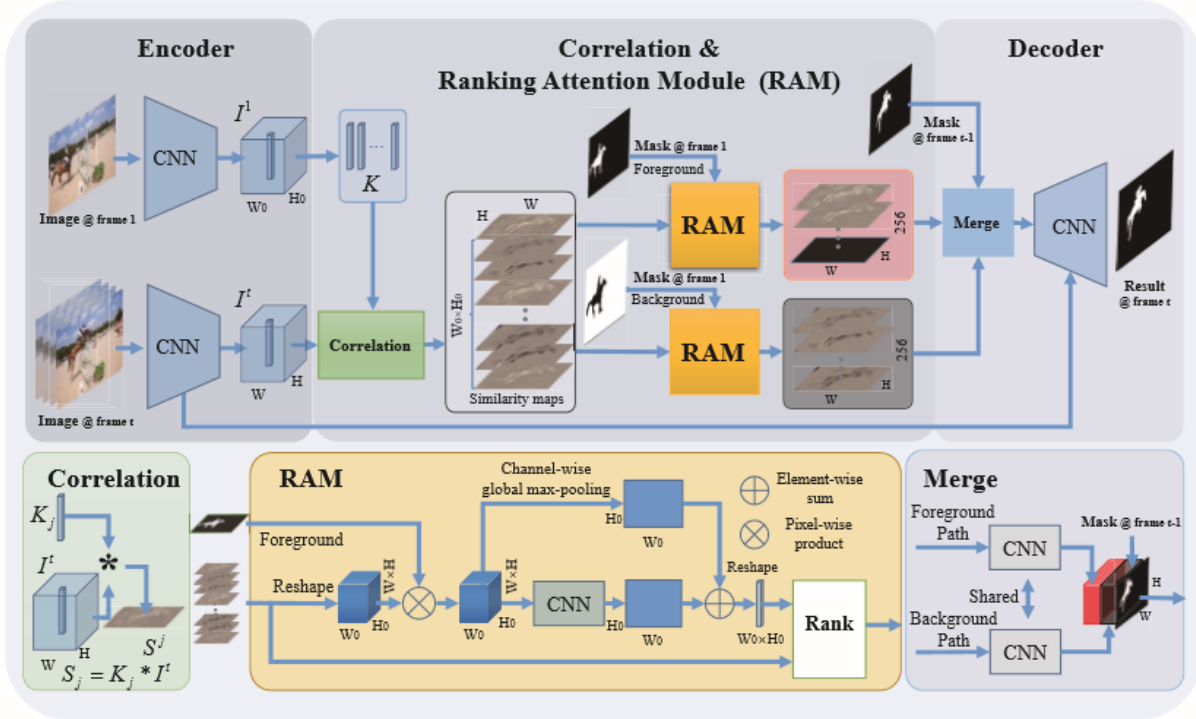 Encoder
Correlation &
Ranking Attention Module (RAM)
Decoder
I¹
CNN
W₀
H₀
Image @ frame 1
K
Mask @ frame 1
Foreground
RAM
256
W
H
Mask
@ frame t-1
Merge
CNN
Result
@ frame t
H
W
W₀×H₀
Similarity maps
Mask @ frame 1
Background
RAM
256
W
H
Iᵗ
CNN
W
H
Image @ frame t
Correlation
Correlation
Kⱼ
*
Iᵗ
W
H
Sʲ
Sⱼ = Kⱼ * Iᵗ
RAM
Channel-wise
global max-pooling
Foreground
Reshape
W₀
H₀
W×H
W₀
H₀
W×H
CNN
H₀
W₀
H₀
W₀
Element-wise
sum
Pixel-wise
product
Reshape
W₀×H₀
Rank
Merge
Foreground
Path
CNN
Mask @ frame t-1
H
W
Shared
Background
Path
CNN